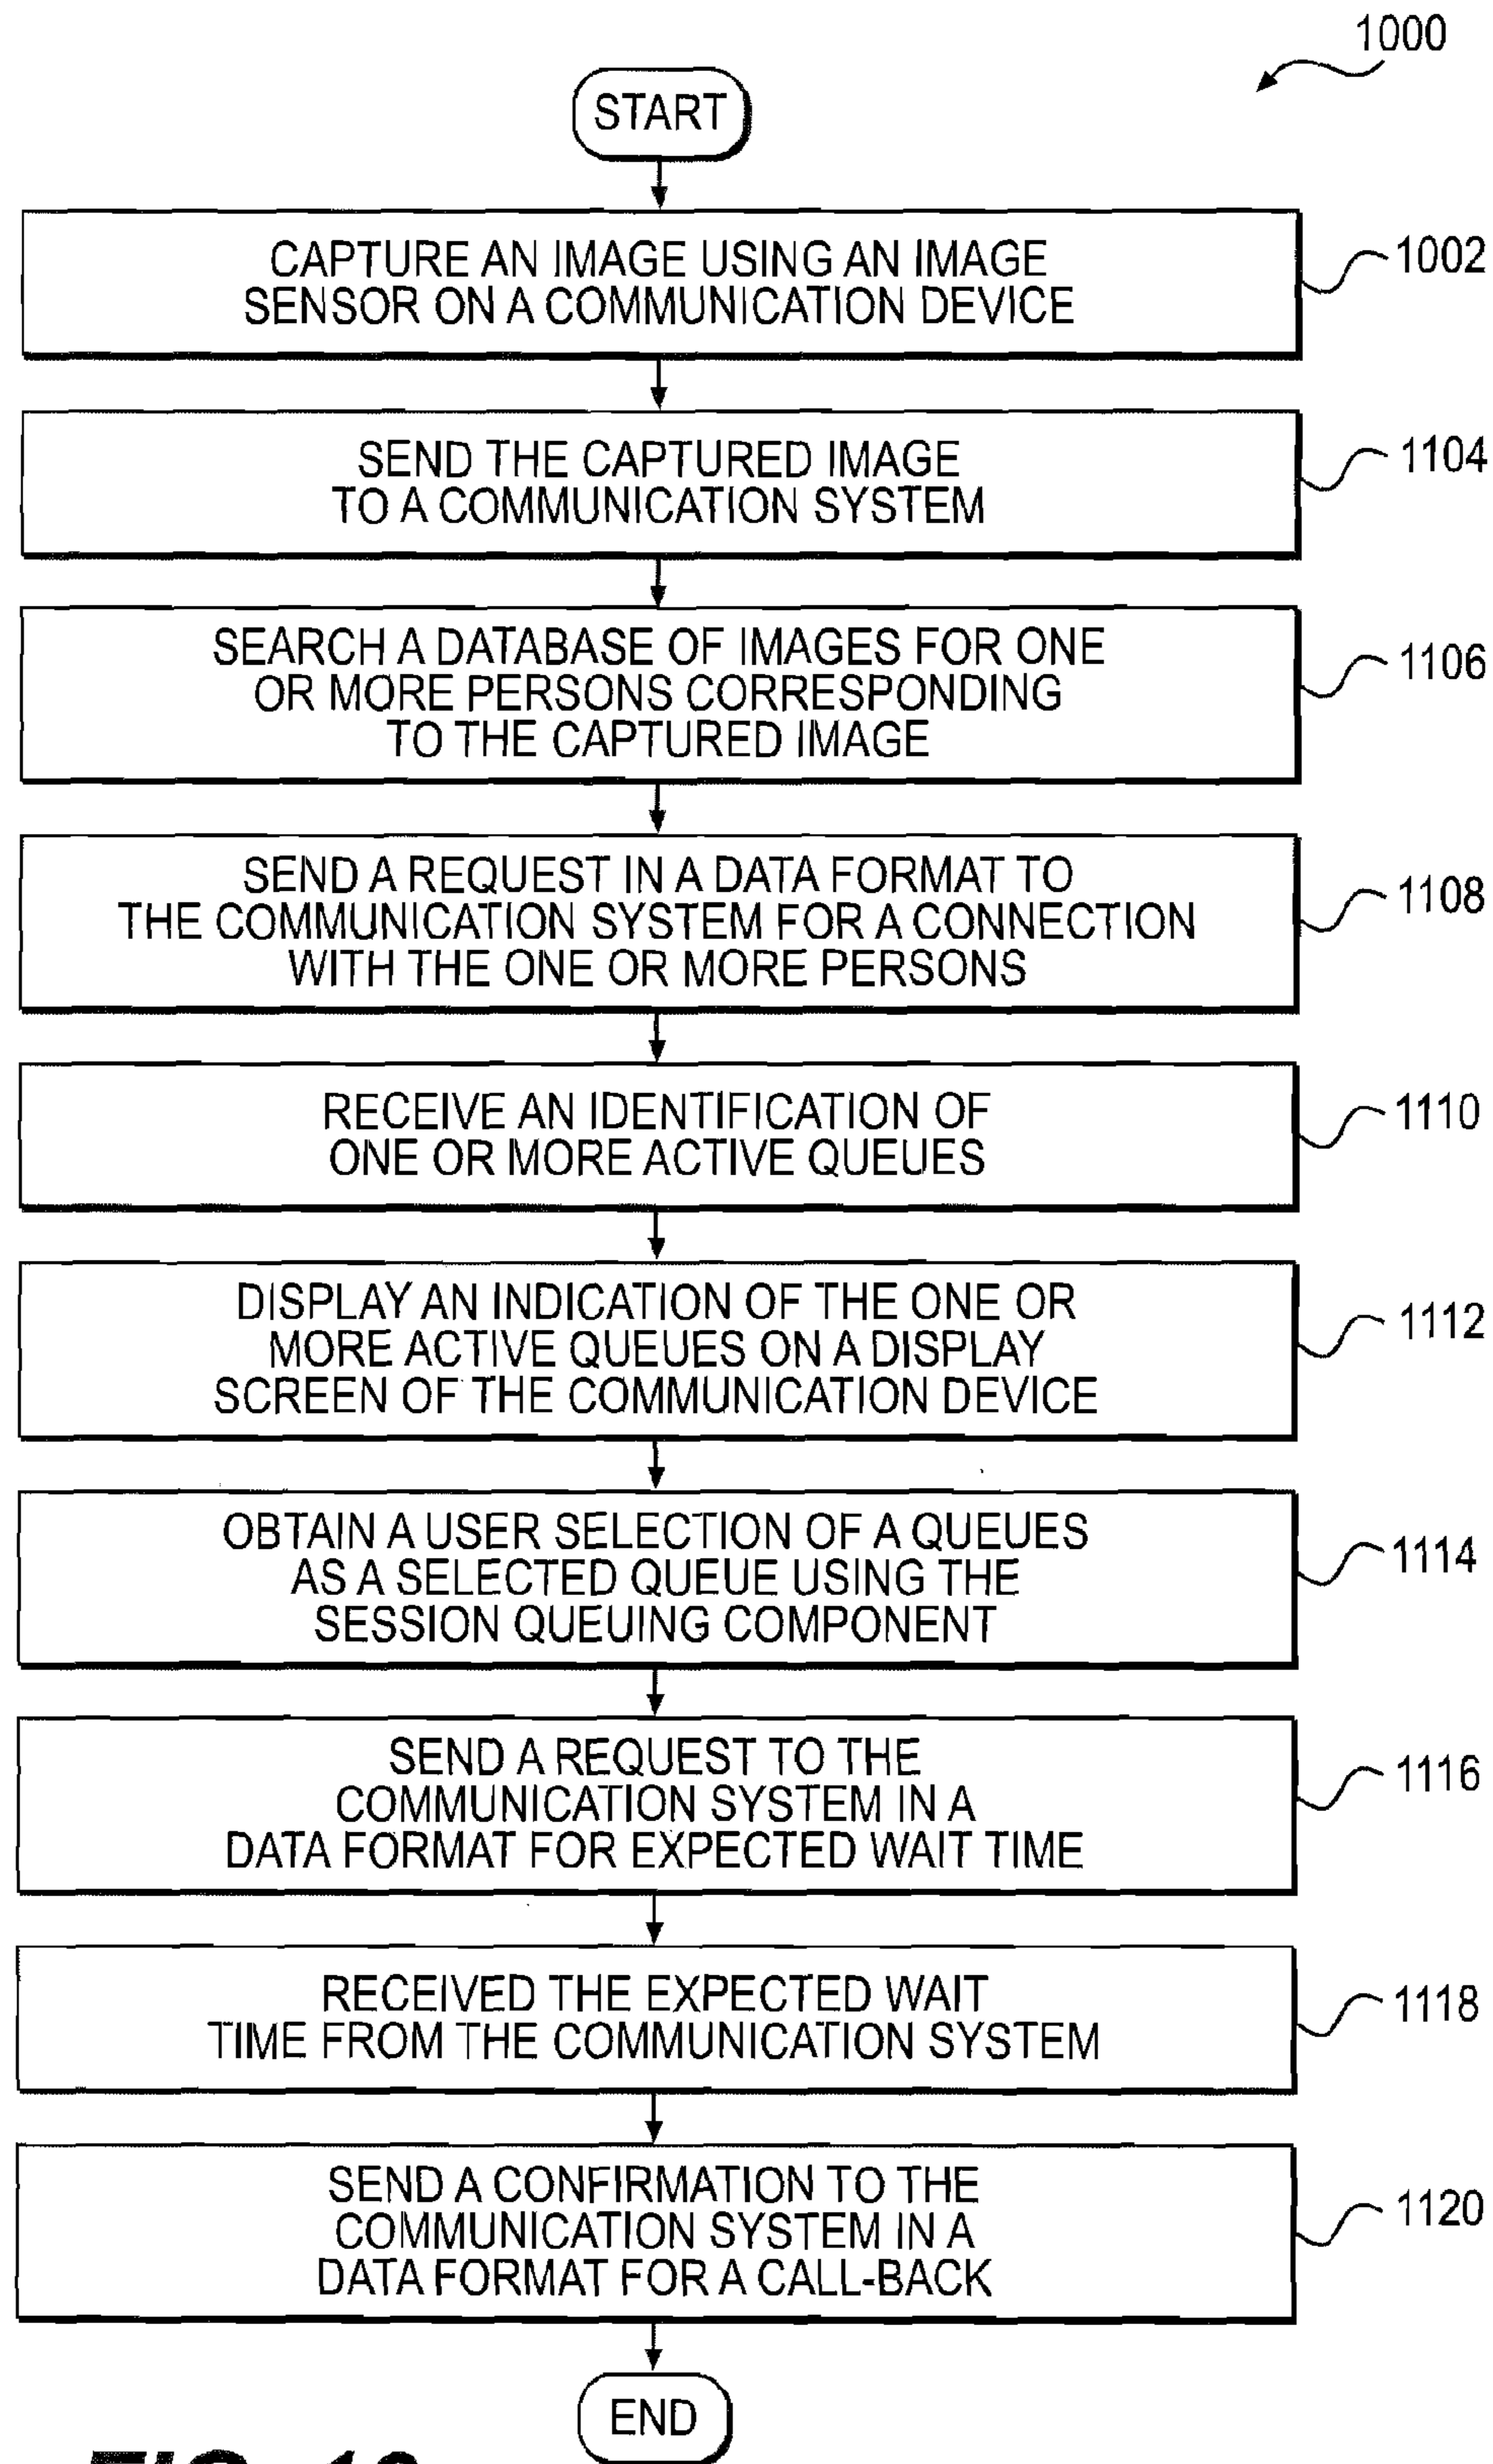 1000
START
CAPTURE AN IMAGE USING AN IMAGE
SENSOR ON A COMMUNICATION DEVICE
1002
SEND THE CAPTURED IMAGE
TO A COMMUNICATION SYSTEM
1104
SEARCH A DATABASE OF IMAGES FOR ONE
OR MORE PERSONS CORRESPONDING
TO THE CAPTURED IMAGE
1106
SEND A REQUEST IN A DATA FORMAT TO
THE COMMUNICATION SYSTEM FOR A CONNECTION
WITH THE ONE OR MORE PERSONS
1108
RECEIVE AN IDENTIFICATION OF
ONE OR MORE ACTIVE QUEUES
1110
DISPLAY AN INDICATION OF THE ONE OR
MORE ACTIVE QUEUES ON A DISPLAY
SCREEN OF THE COMMUNICATION DEVICE
1112
OBTAIN A USER SELECTION OF A QUEUES
AS A SELECTED QUEUE USING THE
SESSION QUEUING COMPONENT
1114
SEND A REQUEST TO THE
COMMUNICATION SYSTEM IN A
DATA FORMAT FOR EXPECTED WAIT TIME
1116
RECEIVED THE EXPECTED WAIT
TIME FROM THE COMMUNICATION SYSTEM
1118
SEND A CONFIRMATION TO THE
COMMUNICATION SYSTEM IN A
DATA FORMAT FOR A CALL-BACK
1120
END